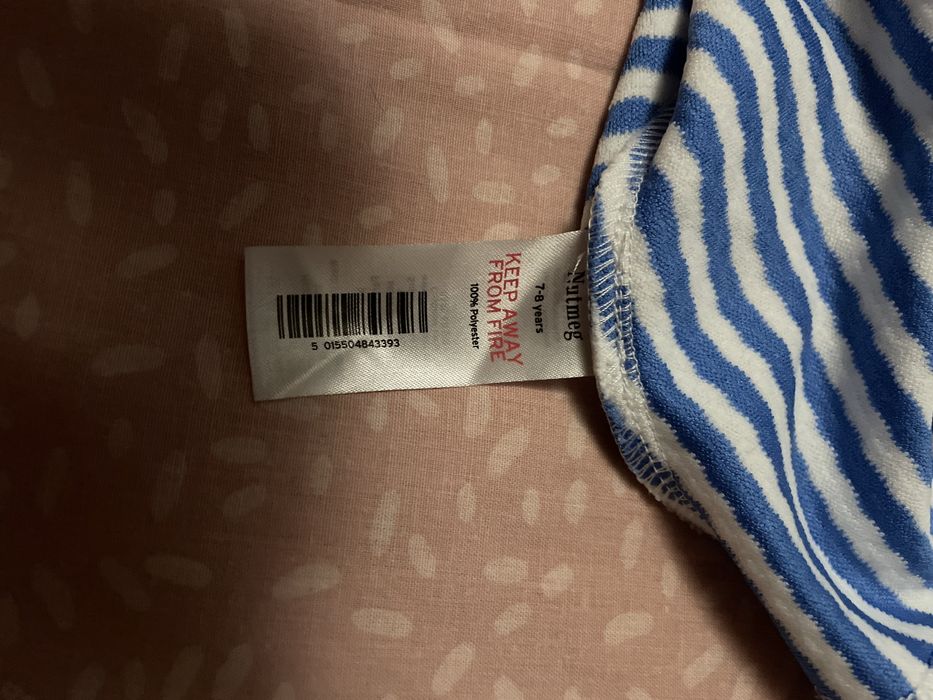 Nutmeg
7-8 years
KEEP AWAY
FROM FIRE
100% Polyester
5 015504843393